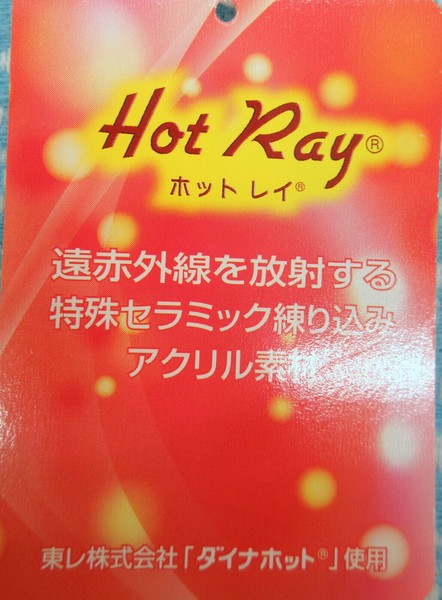 Hot Ray®
ホットレイ®
遠赤外線を放射する
特殊セラミック練り込み
アクリル素材
東レ株式会社「ダイナホット®」使用